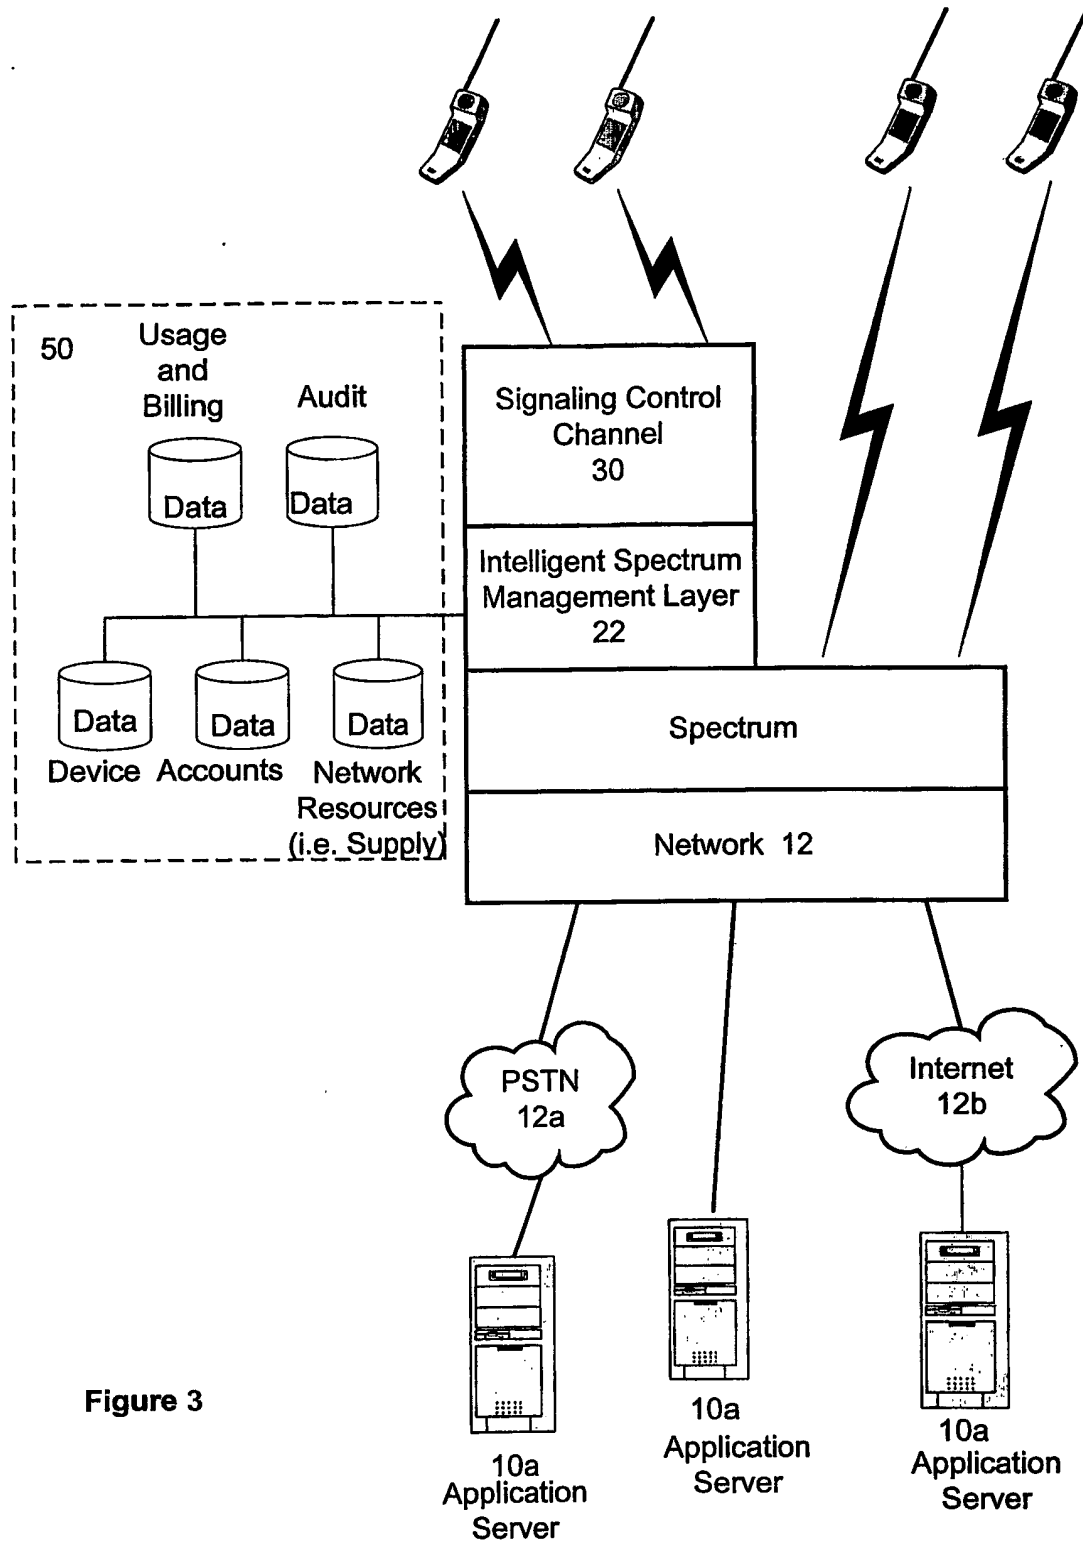 50
Usage
and
Billing
Audit
Data
Data
Data
Data
Data
Device
Accounts
Network
Resources
(i.e. Supply)
Signaling Control
Channel
30
Intelligent Spectrum
Management Layer
22
Spectrum
Network 12
PSTN
12a
Internet
12b
10a
Application
Server
10a
Application
Server
10a
Application
Server
Figure 3